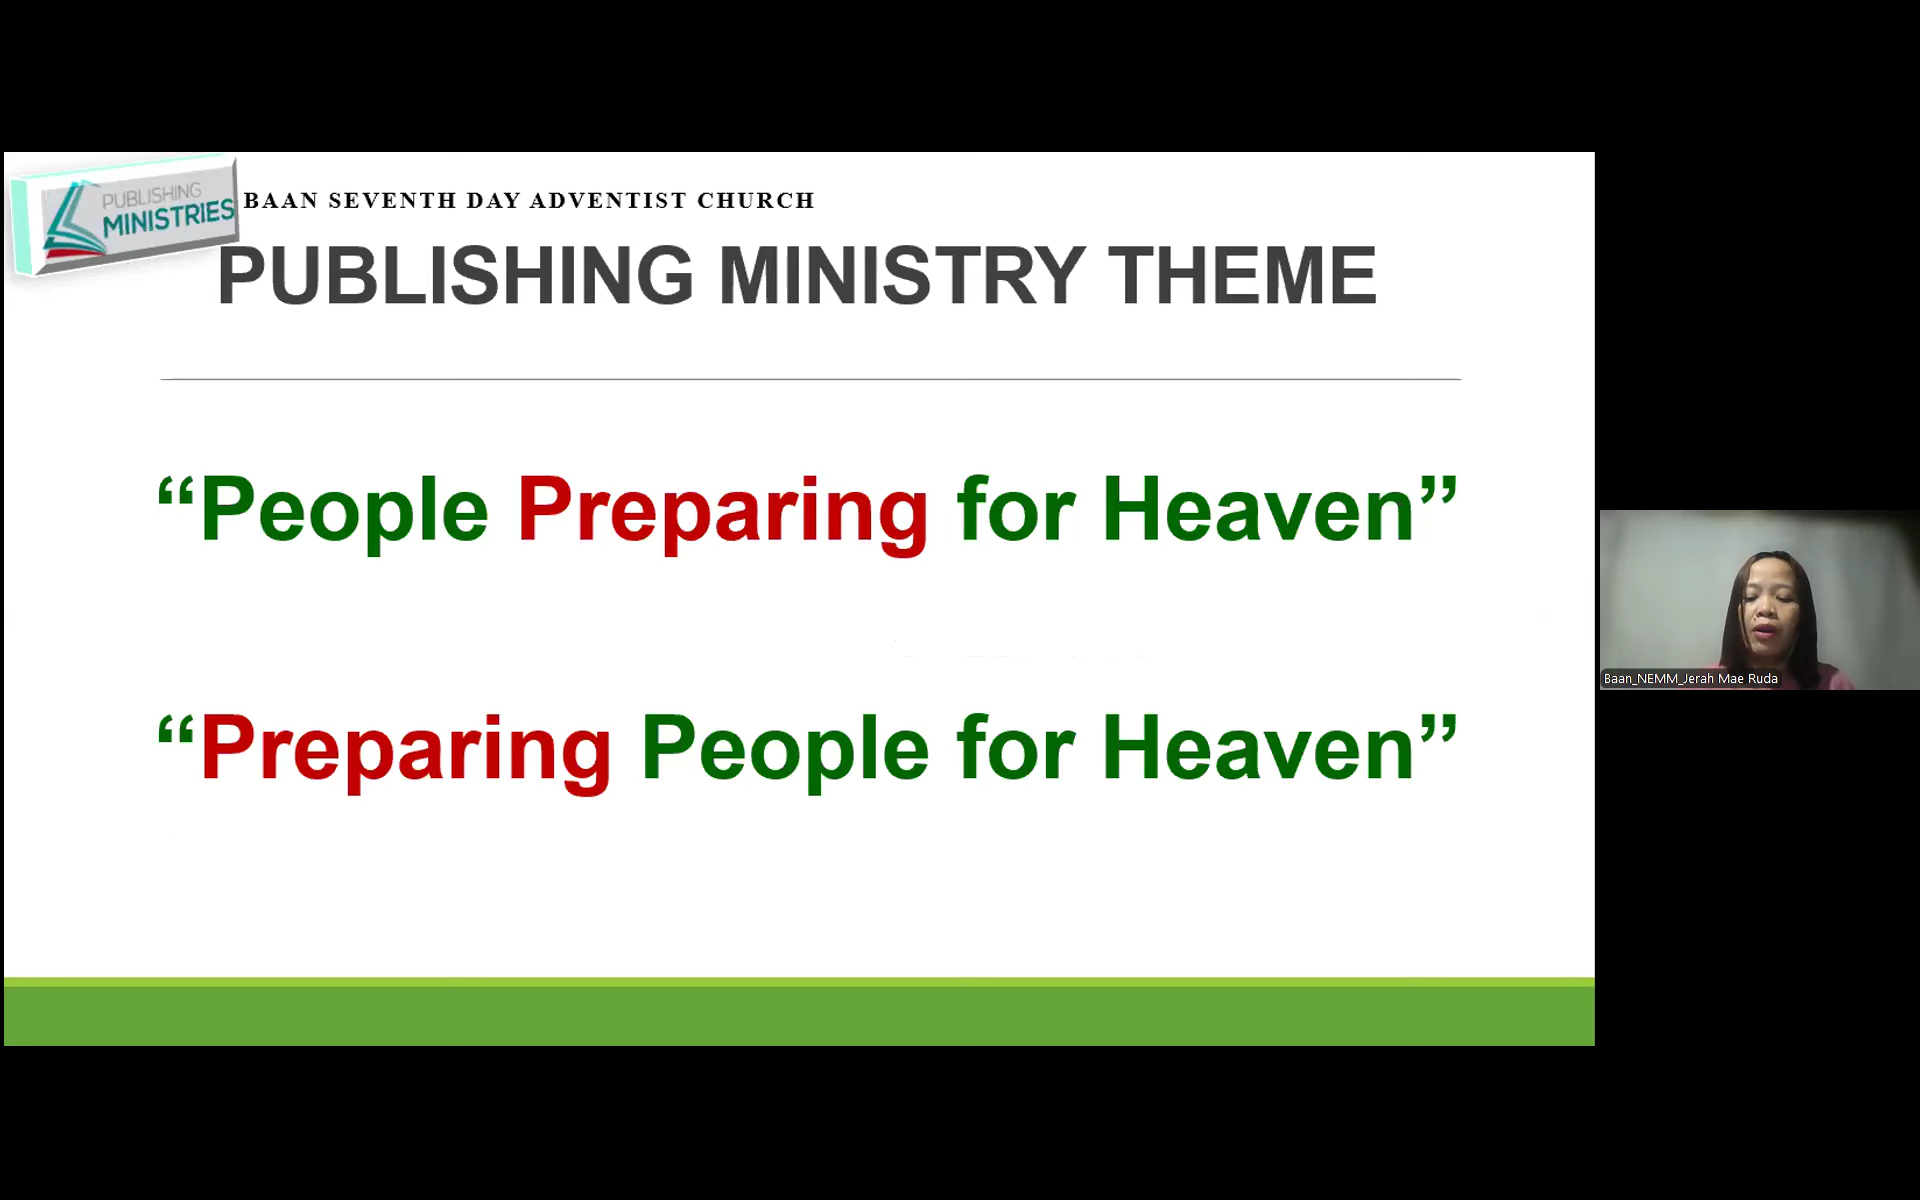 PUBLISHING
MINISTRIES
BAAN SEVENTH DAY ADVENTIST CHURCH
PUBLISHING MINISTRY THEME
“People Preparing for Heaven”
“Preparing People for Heaven”
Baan_NEMM_Jerah Mae Ruda